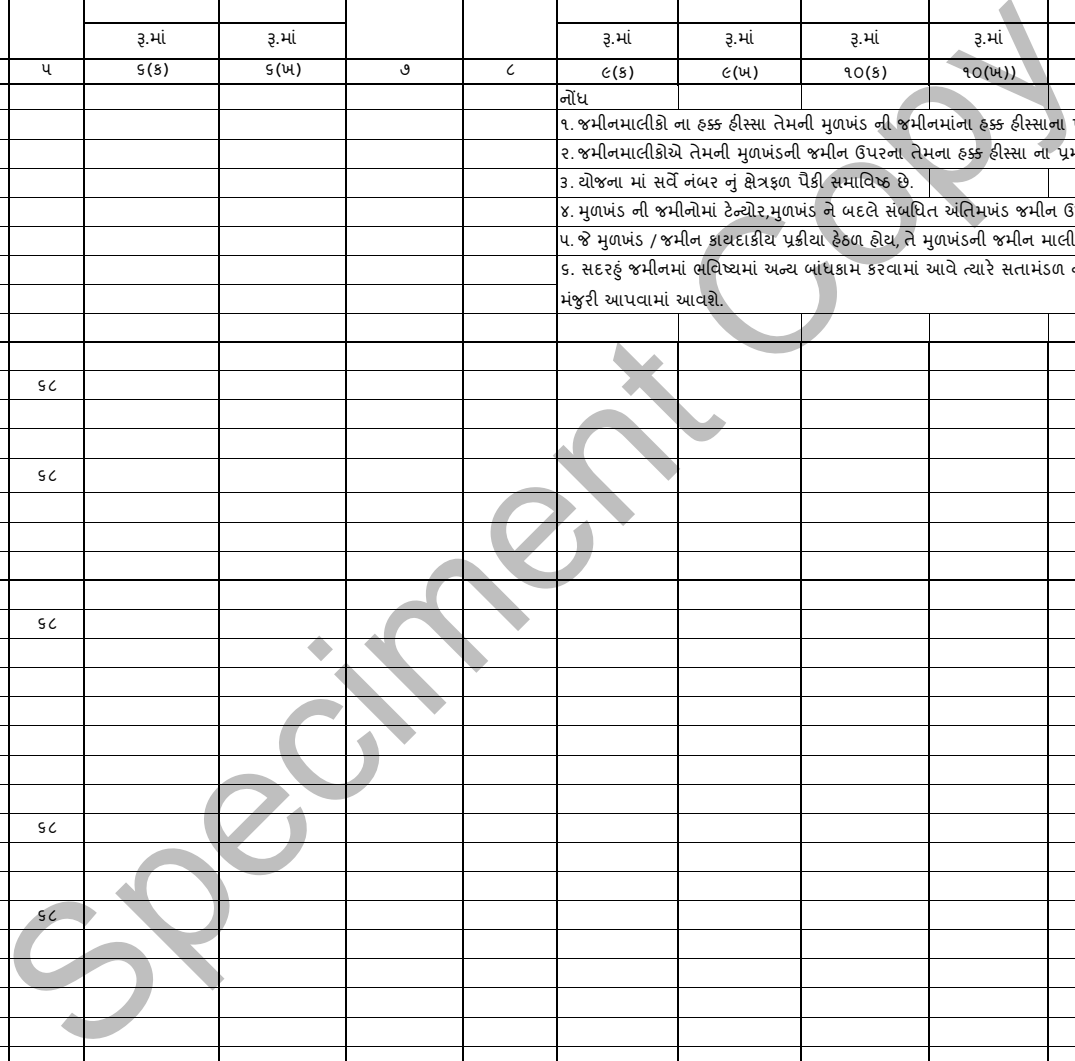 રૂ.માં રૂ.માં રૂ.માં રૂ.માં રૂ.માં રૂ.માં
૫ ૬(ક) ૬(ખ) ૭ ૮ ૯(ક) ૯(ખ) ૧૦(ક) ૧૦(ખ))
નોંધ
૧. જમીનમાલીકો ના હક્ક હીસ્સા તેમની મુળખંડ ની જમીનમાંના હક્ક હીસ્સાના
૨. જમીનમાલીકોએ તેમની મુળખંડની જમીન ઉપરના તેમના હક્ક હીસ્સા ના પ્રમ
૩. યોજના માં સર્વે નંબર નું ક્ષેત્રફળ પૈકી સમાવિષ્ઠ છે.
૪. મુળખંડ ની જમીનોમાં ટેન્યોર,મુળખંડ ને બદલે સંબધિત અંતિમખંડ જમીન ઉ
૫. જે મુળખંડ / જમીન કાયદાકીય પ્રક્રીયા હેઠળ હોય, તે મુળખંડની જમીન માલી
૬. સદરહું જમીનમાં ભવિષ્યમાં અન્ય બાંધકામ કરવામાં આવે ત્યારે સતામંડળ
મંજુરી આપવામાં આવશે.
૬૮
૬૮
૬૮
૬૮
૬૮
Speciment Copy